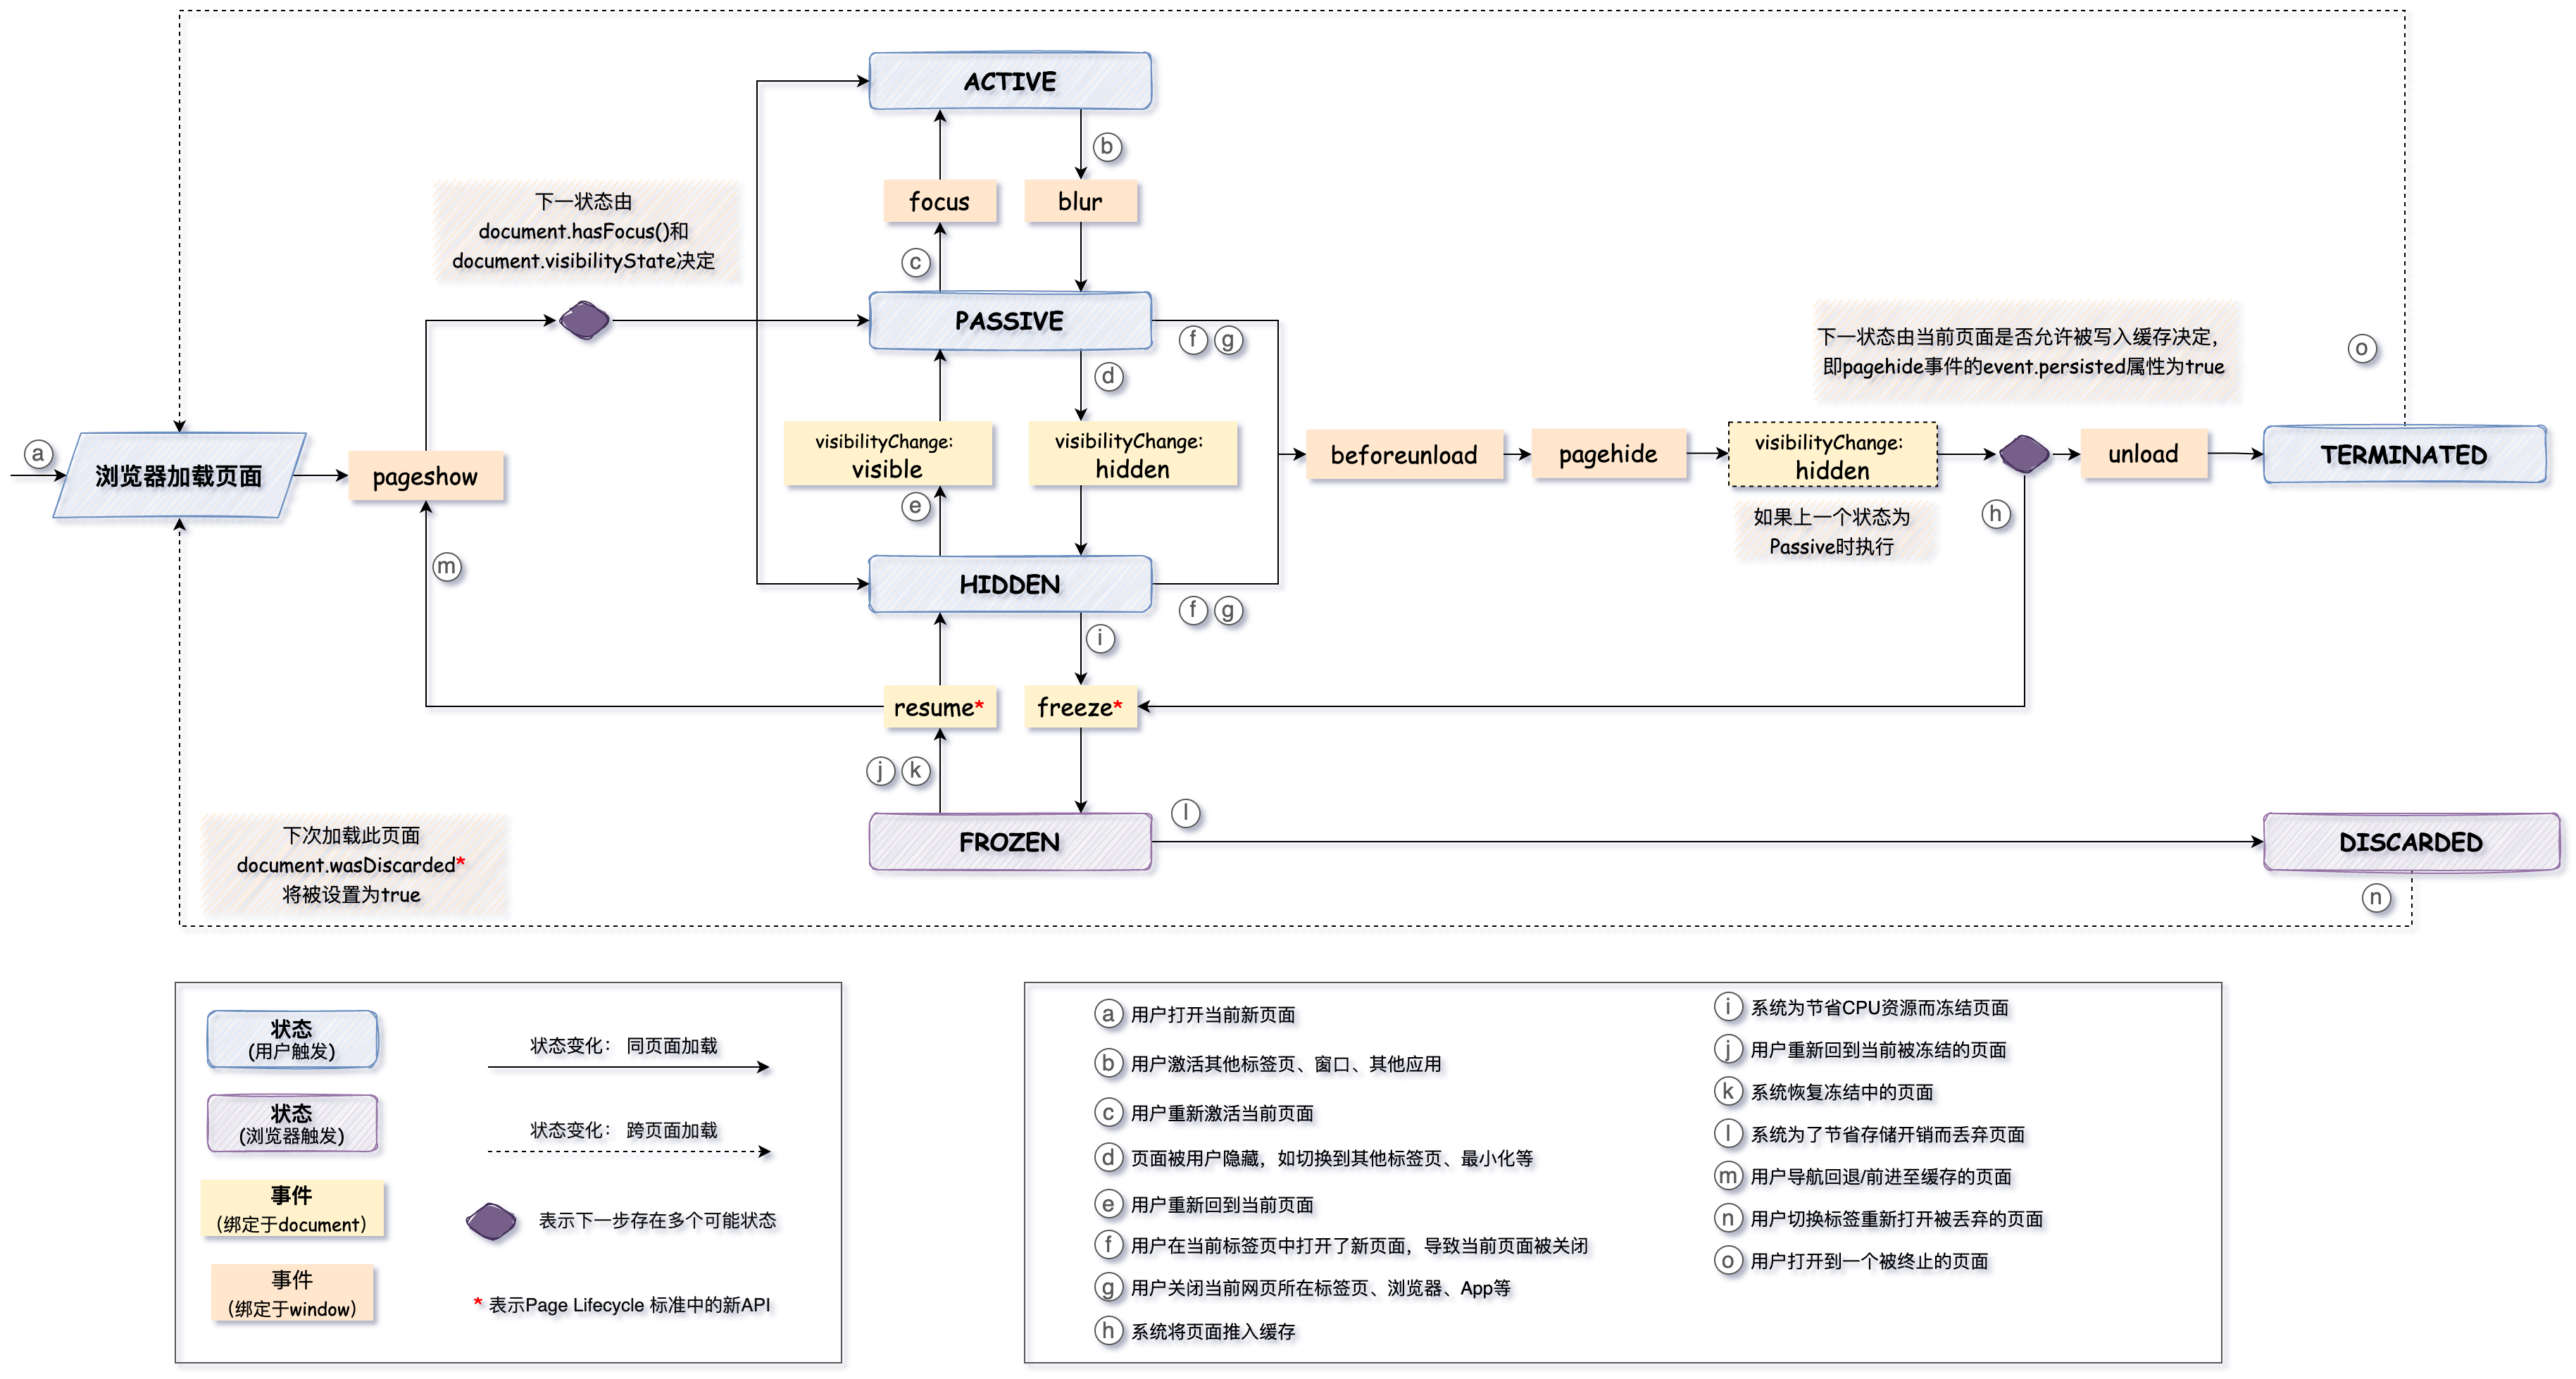 ACTIVE
b
focus
blur
下一状态由
document.hasFocus()和
document.visibilityState决定
c
PASSIVE
f g
d
下一状态由当前页面是否允许被写入缓存决定，
即pagehide事件的event.persisted属性为true
o
a
浏览器加载页面
pageshow
visibilityChange:
visible
visibilityChange:
hidden
beforeunload
pagehide
visibilityChange:
hidden
unload
TERMINATED
e
如果上一个状态为
Passive时执行
h
m
HIDDEN
f g
i
resume*
freeze*
j k
l
FROZEN
DISCARDED
下次加载此页面
document.wasDiscarded*
将被设置为true
n
状态
(用户触发)
状态变化： 同页面加载
状态
(浏览器触发)
状态变化： 跨页面加载
事件
（绑定于document）
表示下一步存在多个可能状态
事件
（绑定于window）
* 表示Page Lifecycle 标准中的新API
a 用户打开当前新页面
b 用户激活其他标签页、窗口、其他应用
c 用户重新激活当前页面
d 页面被用户隐藏，如切换到其他标签页、最小化等
e 用户重新回到当前页面
f 用户在当前标签页中打开了新页面，导致当前页面被关闭
g 用户关闭当前网页所在标签页、浏览器、App等
h 系统将页面推入缓存
i 系统为节省CPU资源而冻结页面
j 用户重新回到当前被冻结的页面
k 系统恢复冻结中的页面
l 系统为了节省存储开销而丢弃页面
m 用户导航回退/前进至缓存的页面
n 用户切换标签重新打开被丢弃的页面
o 用户打开到一个被终止的页面